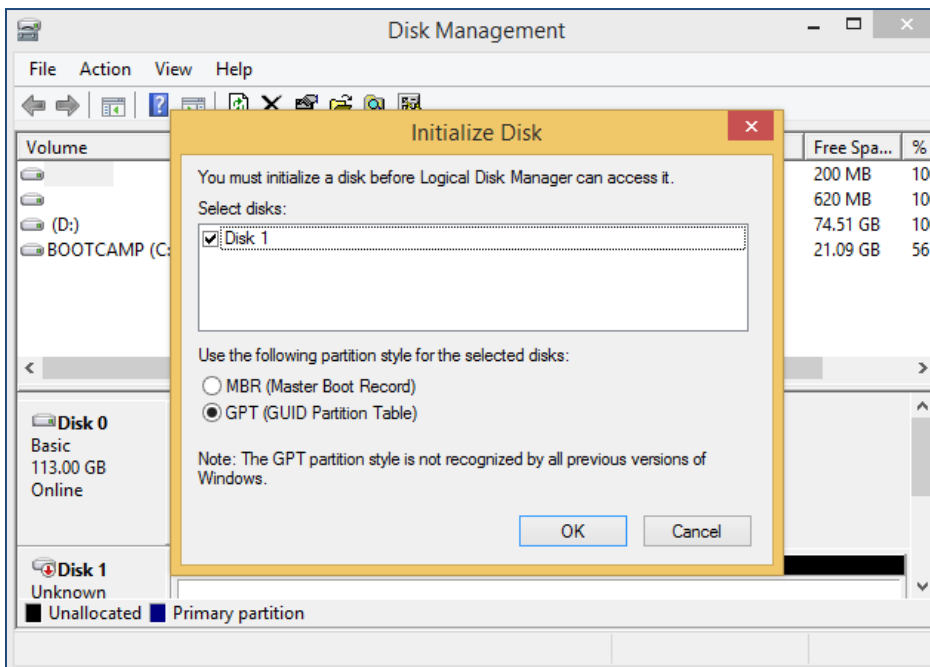 Disk Management
File Action View Help
Initialize Disk
Volume
Free Spa... %
You must initialize a disk before Logical Disk Manager can access it.
200 MB 10
Select disks:
620 MB 10
(D:)
Disk 1
74.51 GB 10
BOOTCAMP (C:
21.09 GB 56
Use the following partition style for the selected disks:
MBR (Master Boot Record)
GPT (GUID Partition Table)
Disk 0
Basic
113.00 GB
Online
Note: The GPT partition style is not recognized by all previous versions of
Windows.
OK Cancel
Disk 1
Unknown
Unallocated Primary partition